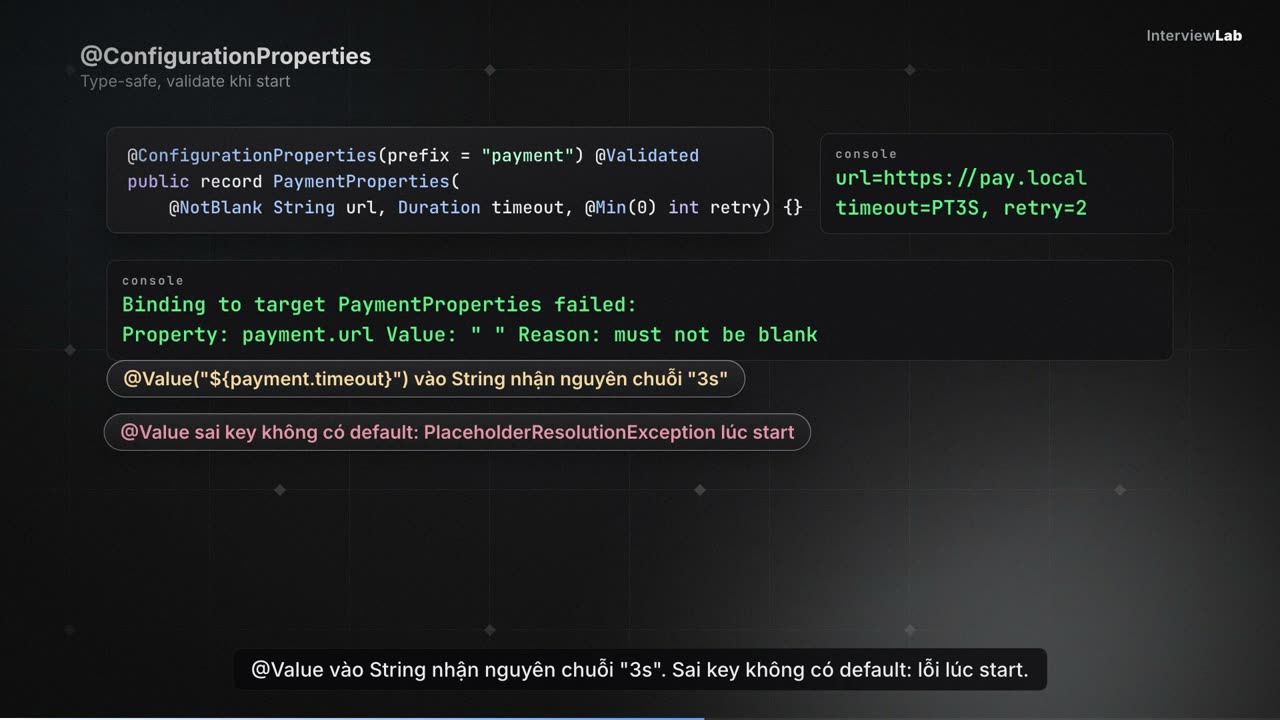 @ConfigurationProperties
Type-safe, validate khi start
InterviewLab
@ConfigurationProperties(prefix = "payment") @Validated
public record PaymentProperties(
@NotBlank String url, Duration timeout, @Min(0) int retry) {}
console
url=https://pay.local
timeout=PT3S, retry=2
console
Binding to target PaymentProperties failed:
Property: payment.url Value: " " Reason: must not be blank
@Value("${payment.timeout}") vào String nhận nguyên chuỗi "3s"
@Value sai key không có default: PlaceholderResolutionException lúc start
@Value vào String nhận nguyên chuỗi "3s". Sai key không có default: lỗi lúc start.